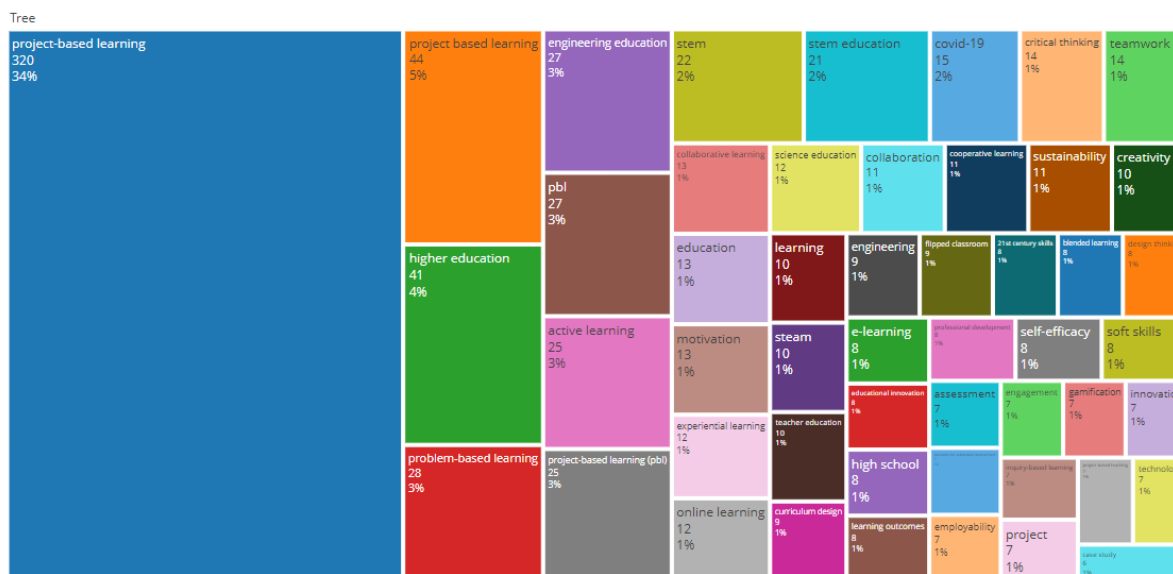 Tree
project-based learning
320
34%
project based learning
44
5%
higher education
41
4%
problem-based learning
28
3%
engineering education
27
3%
pbl
27
3%
active learning
25
3%
project-based learning (pbl)
25
3%
stem
22
2%
stem education
21
2%
covid-19
15
2%
critical thinking
14
1%
teamwork
14
1%
collaborative learning
13
1%
science education
12
1%
collaboration
11
1%
cooperative learning
11
1%
sustainability
11
1%
creativity
10
1%
education
13
1%
motivation
13
1%
experiential learning
12
1%
online learning
12
1%
learning
10
1%
steam
10
1%
teacher education
10
1%
curriculum design
9
1%
engineering
9
1%
flipped classroom
9
1%
21st century skills
8
1%
blended learning
8
1%
design think
8
1%
e-learning
8
1%
professional development
8
1%
self-efficacy
8
1%
soft skills
8
1%
educational innovation
8
1%
high school
8
1%
learning outcomes
8
1%
assessment
7
1%
engagement
7
1%
gamification
7
1%
innovatio
7
1%
employability
7
1%
inquiry-based learning
7
1%
project
7
1%
technolo
7
1%
case study
6
1%